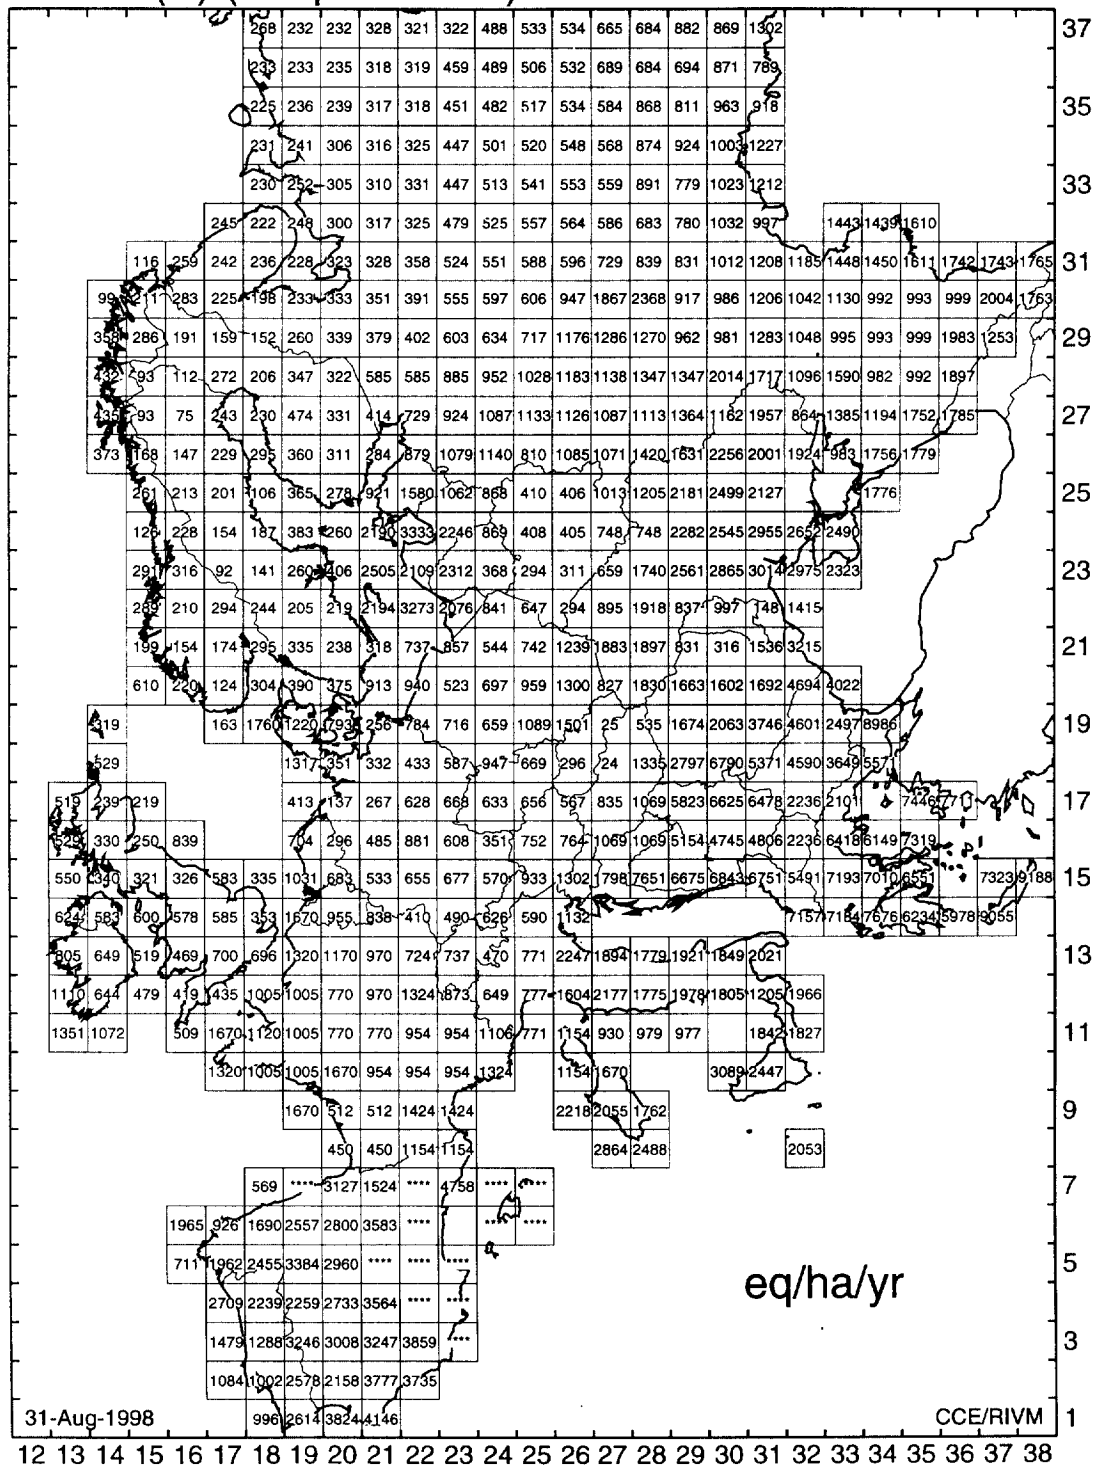 268 232 232 328 321 322 488 533 534 665 684 882 869 1302 37
233 233 235 318 319 459 489 506 532 689 684 694 871 789
225 236 239 317 318 451 482 517 534 584 868 811 963 918 35
231 241 306 316 325 447 501 520 548 568 874 924 1003 1227
230 252 305 310 331 447 513 541 553 559 891 779 1023 1212 33
245 222 248 300 317 325 479 525 557 564 586 683 780 1032 997 1443 1439 1610
116 259 242 236 228 323 328 358 524 551 588 596 729 839 831 1012 1208 1185 1448 1450 1611 1742 1743 1765 31
99 211 283 225 198 233 333 351 391 555 597 606 947 1867 2368 917 986 1206 1042 1130 992 993 999 2004 1763
358 286 191 159 152 260 339 379 402 603 634 717 1176 1286 1270 962 981 1283 1048 995 993 999 1983 253 29
432 93 112 272 206 347 322 585 585 885 952 1028 1183 1138 1347 1347 2014 1717 1096 1590 982 992 1897
435 93 75 243 230 474 331 414 729 924 1087 1133 1126 1087 1113 1364 1162 1957 864 1385 1194 1752 1785 27
373 168 147 229 295 360 311 284 879 1079 1140 810 1085 1071 1420 1631 2256 2001 1924 983 1756 1779
261 213 201 106 365 278 921 1580 1062 868 410 406 1013 1205 2181 2499 2127 1776 25
126 228 154 187 383 260 2190 3333 2246 869 408 405 748 748 2282 2545 2955 2652 2490
291 316 92 141 260 406 2505 2109 2312 368 294 311 659 1740 2561 2865 3014 2975 2323 23
289 210 294 244 205 219 2194 3273 2076 841 647 294 895 1918 837 997 148 1415
199 154 174 295 335 238 318 737 857 544 742 1239 1883 1897 831 316 1536 3215 21
610 220 124 304 390 375 913 940 523 697 959 1300 827 1830 1663 1602 1692 4694 4022
319 163 1760 1220 793 256 784 716 659 1089 1501 25 535 1674 2063 3746 4601 2497 8986 19
529 1317 351 332 433 587 947 669 296 24 1335 2797 6790 5371 4590 3649 5571
519 239 219 413 137 267 628 668 633 656 567 835 1069 5823 6625 6478 2236 2101 7446 7711 17
529 330 250 839 704 296 485 881 608 351 752 764 1069 1069 5154 4745 4806 2236 6418 6149 7319
550 340 321 326 582 395 1031 683 533 655 677 570 933 1302 1798 7651 6675 6843 6751 5491 7193 7010 6551 7323 9188 15
624 583 600 578 585 353 1670 955 838 410 490 626 590 1132 7157 7184 7676 6234 5978 9055
805 649 519 469 700 696 1320 1170 970 724 737 470 771 2247 1894 1779 1921 1849 2021 13
1110 644 479 419 435 1005 1005 770 970 1324 873 649 777 1604 2177 1775 1978 1805 1205 1966
1351 1072 509 1670 1120 1005 770 770 954 954 1106 771 1154 930 979 977 1842 1827 11
1320 1005 1005 1670 954 954 954 1324 1154 1670 3089 2447
1670 512 512 1424 1424 2218 2055 1762 9
450 450 1154 1154 2864 2488 2053
569 **** 3127 1524 **** 4758 **** **** 7
1965 926 1690 2557 2800 3583 **** **** ****
711 1962 2455 3384 2960 **** **** **** 5
eq/ha/yr
2709 2239 2259 2733 3564 **** ****
1479 1288 3246 3008 3247 3859 **** 3
1084 1002 2578 2158 3777 3735
31-Aug-1998 996 2614 3824 4146 CCE/RIVM 1
12 13 14 15 16 17 18 19 20 21 22 23 24 25 26 27 28 29 30 31 32 33 34 35 36 37 38